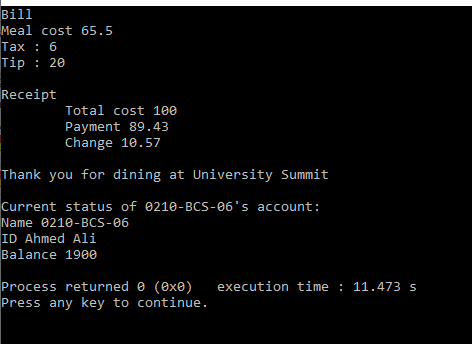 Bill
Meal cost 65.5
Tax : 6
Tip : 20
Receipt
Total cost 100
Payment 89.43
Change 10.57
Thank you for dining at University Summit
Current status of 0210-BCS-06's account:
Name 0210-BCS-06
ID Ahmed Ali
Balance 1900
Process returned 0 (0x0)   execution time : 11.473 s
Press any key to continue.